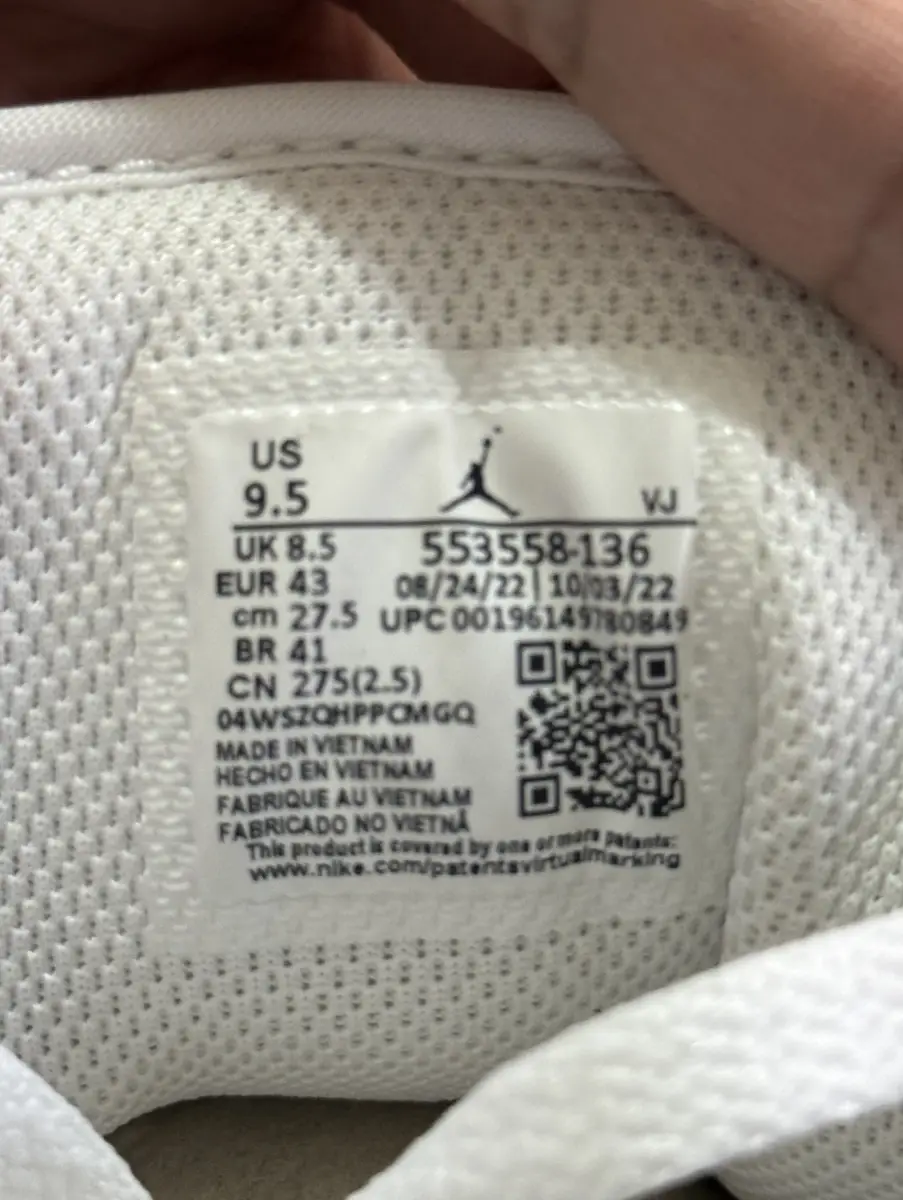 US
9.5
VJ
UK 8.5
553558-136
EUR 43
08/24/22 | 10/03/22
cm 27.5
UPC 00196149780849
BR 41
CN 275(2.5)
04WSZQHPPCMGQ
MADE IN VIETNAM
HECHO EN VIETNAM
FABRIQUE AU VIETNAM
FABRICADO NO VIETNÃ
This product is covered by one or more patents:
www.nike.com/patentsvirtualmarking